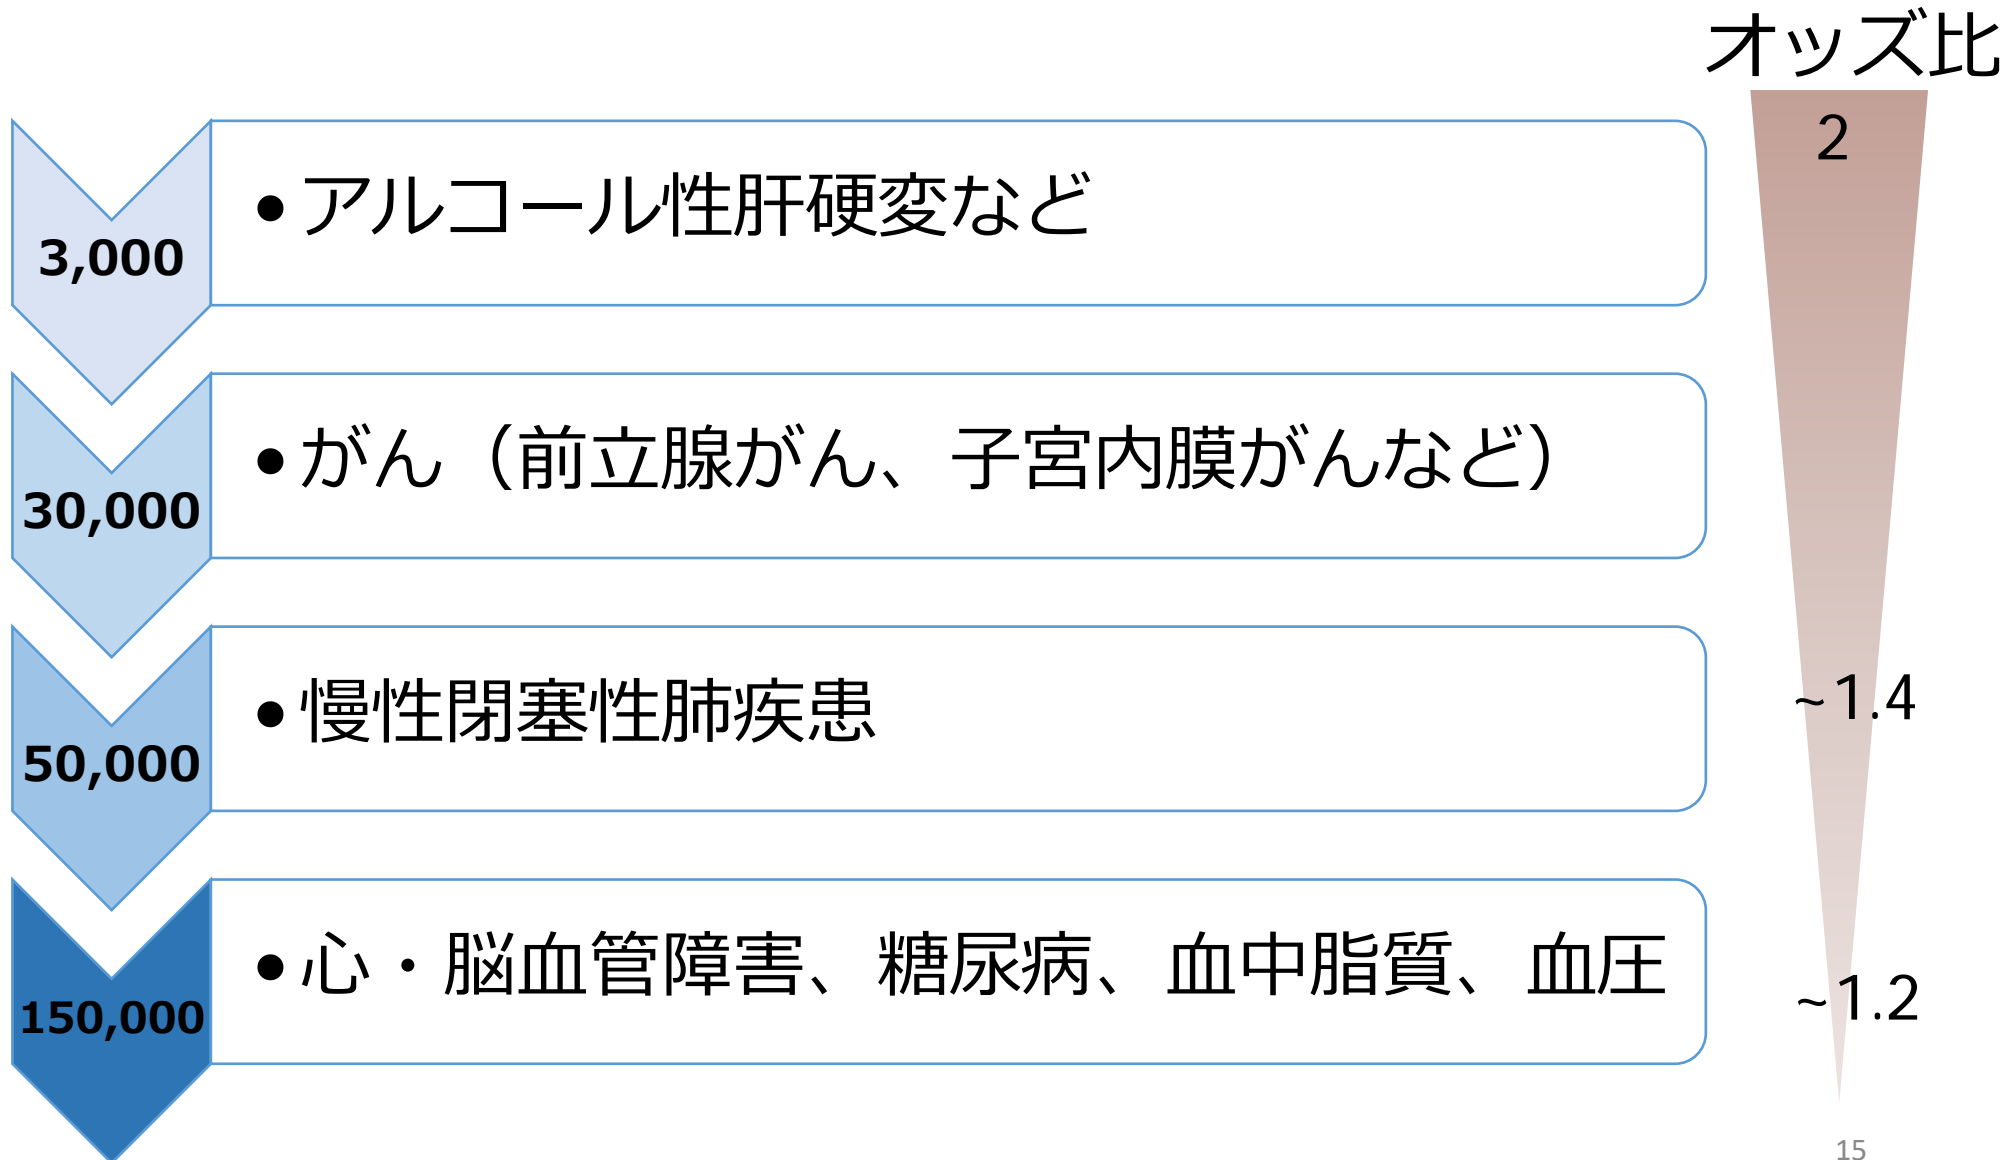 オッズ比
2
3,000
•アルコール性肝硬変など
30,000
•がん（前立腺がん、子宮内膜がんなど）
50,000
•慢性閉塞性肺疾患
~1.4
150,000
•心・脳血管障害、糖尿病、血中脂質、血圧
~1.2
15